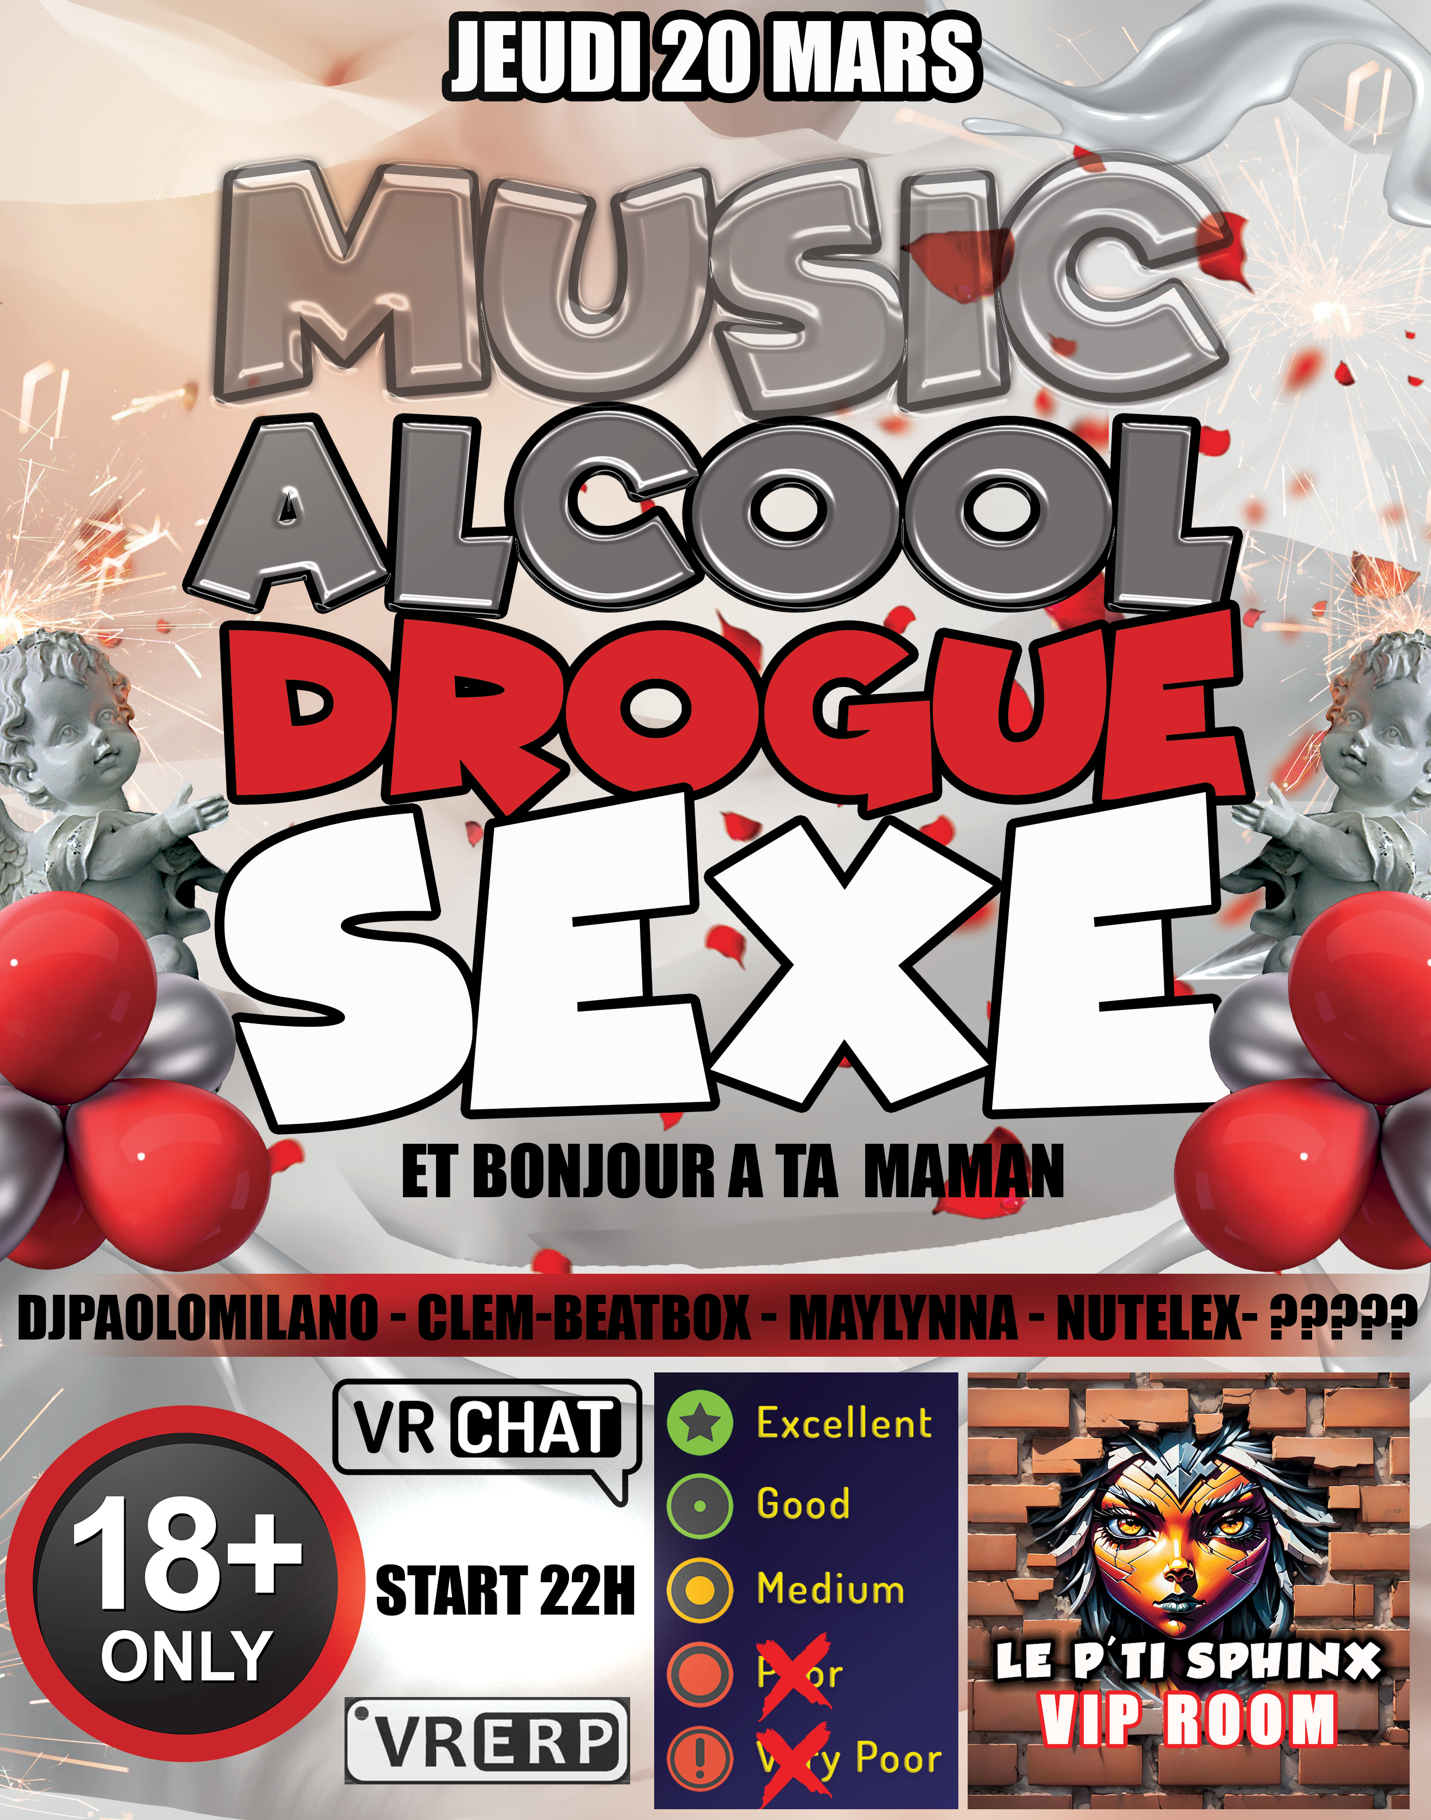 JEUDI 20 MARS
MUSIC
ALCOOL
DROGUE
SEXE
ET BONJOUR A TA MAMAN
DJPAOLOMILANO - CLEM-BEATBOX - MAYLYNNA - NUTELEX- ?????
18+
ONLY
VR CHAT
START 22H
VRERP
Excellent
Good
Medium
Poor
Very Poor
LE P'TI SPHINX
VIP ROOM